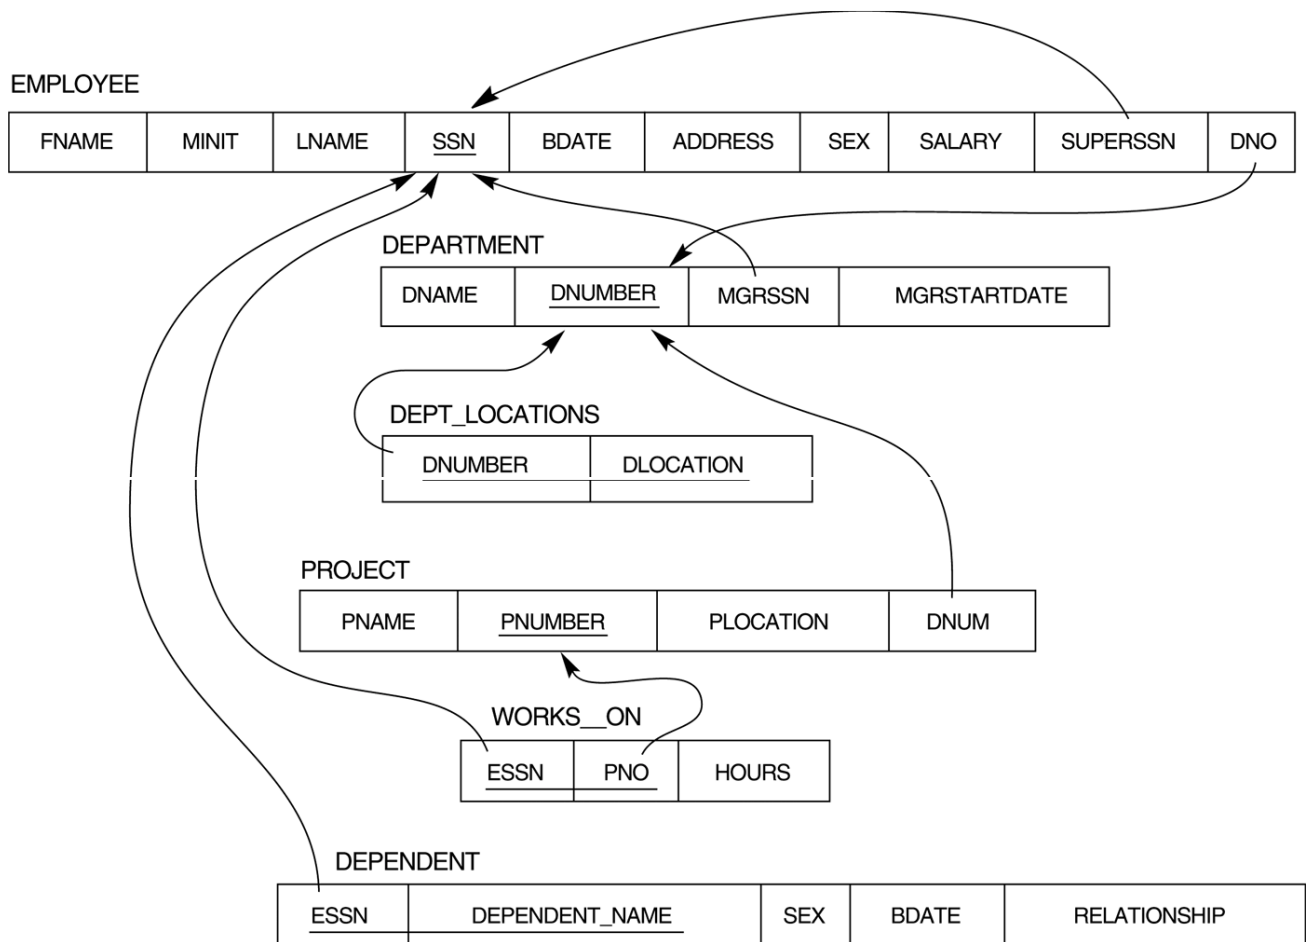 EMPLOYEE
FNAME MINIT LNAME SSN BDATE ADDRESS SEX SALARY SUPERSSN DNO
DEPARTMENT
DNAME DNUMBER MGRSSN MGRSTARTDATE
DEPT_LOCATIONS
DNUMBER DLOCATION
PROJECT
PNAME PNUMBER PLOCATION DNUM
WORKS__ON
ESSN PNO HOURS
DEPENDENT
ESSN DEPENDENT_NAME SEX BDATE RELATIONSHIP